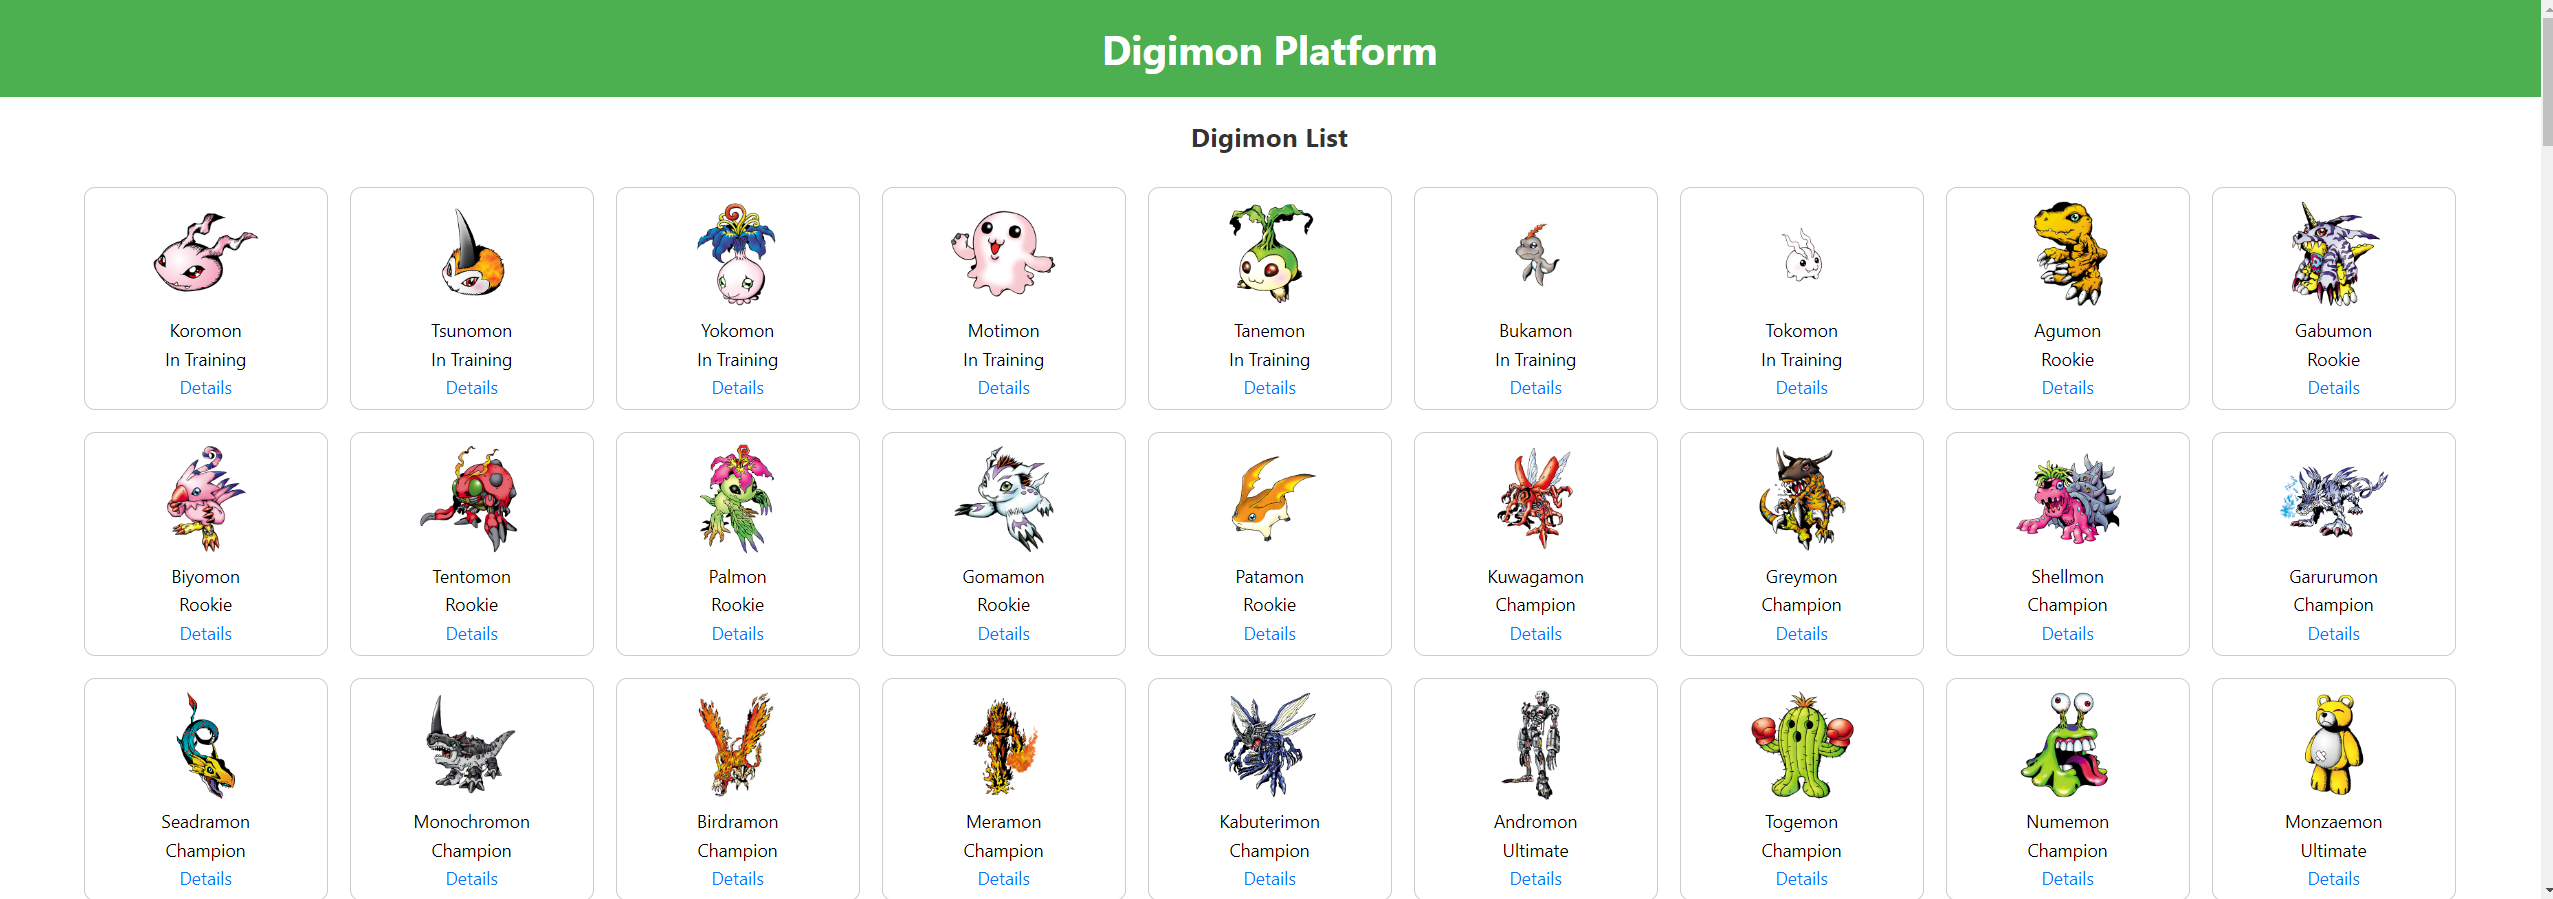 Digimon Platform
Digimon List
Koromon
In Training
Details
Tsunomon
In Training
Details
Yokomon
In Training
Details
Motimon
In Training
Details
Tanemon
In Training
Details
Bukamon
In Training
Details
Tokomon
In Training
Details
Agumon
Rookie
Details
Gabumon
Rookie
Details
Biyomon
Rookie
Details
Tentomon
Rookie
Details
Palmon
Rookie
Details
Gomamon
Rookie
Details
Patamon
Rookie
Details
Kuwagamon
Champion
Details
Greymon
Champion
Details
Shellmon
Champion
Details
Garurumon
Champion
Details
Seadramon
Champion
Details
Monochromon
Champion
Details
Birdramon
Champion
Details
Meramon
Champion
Details
Kabuterimon
Champion
Details
Andromon
Ultimate
Details
Togemon
Champion
Details
Numemon
Champion
Details
Monzaemon
Ultimate
Details